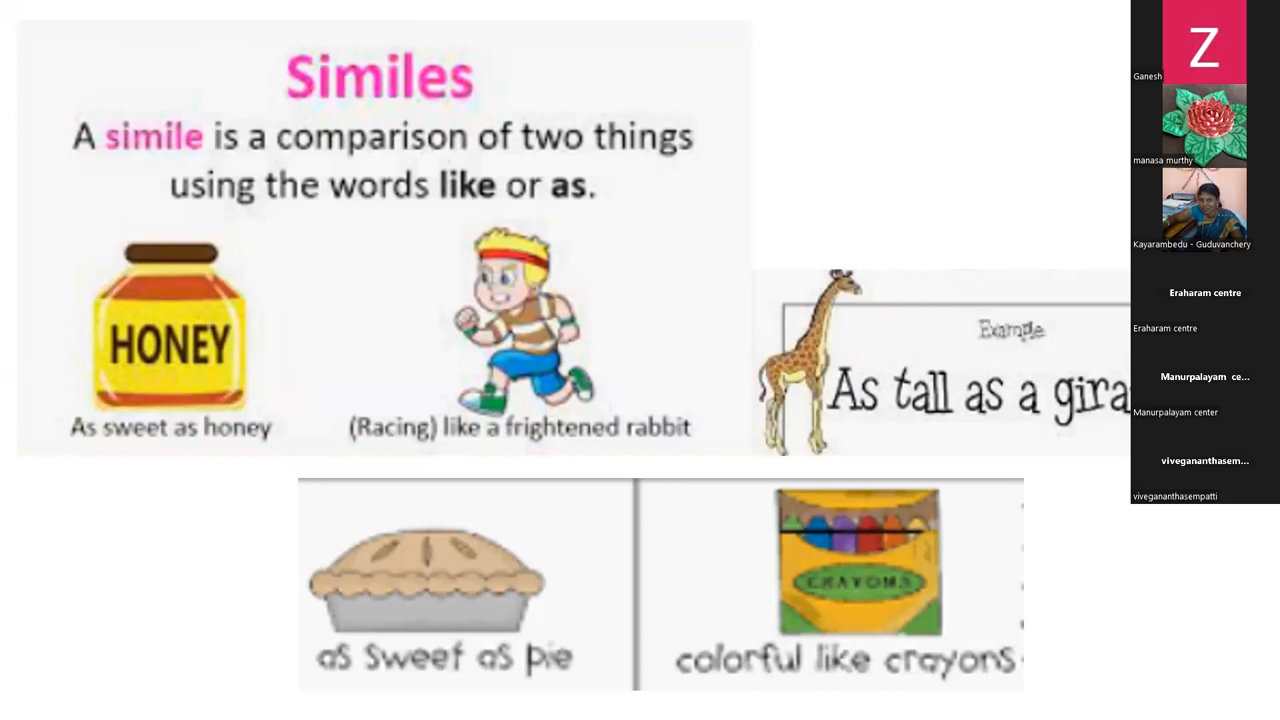 Similes
A simile is a comparison of two things
using the words like or as.
HONEY
As sweet as honey
(Racing) like a frightened rabbit
Example
As tall as a gira
as sweet as pie
CRAYONS
colorful like crayons
Z
Ganesh
manasa murthy
Kayarambedu - Guduvanchery
Eraharam centre
Eraharam centre
Manurpalayam ce...
Manurpalayam center
vivegananthasem...
vivegananthasempatti